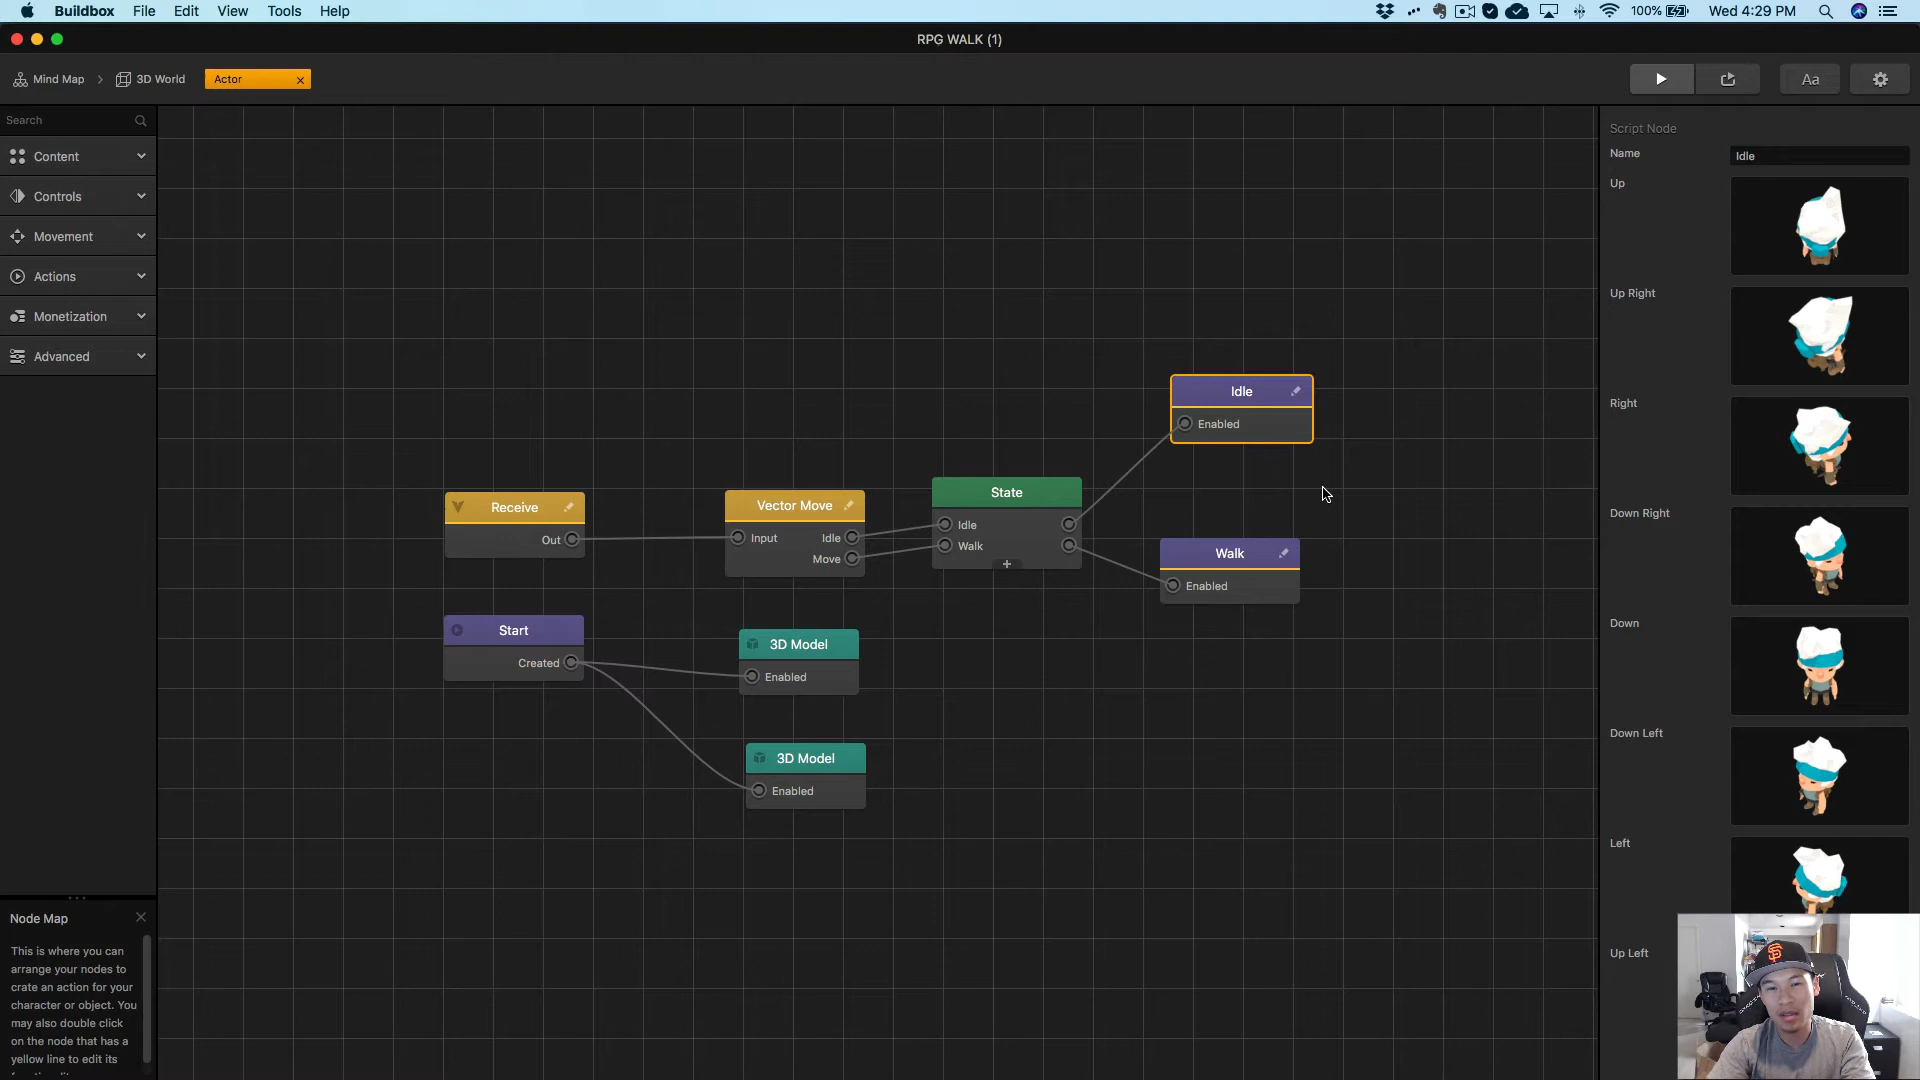 Buildbox File Edit View Tools Help
100% Wed 4:29 PM
RPG WALK (1)
Mind Map 3D World Actor
Aa
Search
Content
Controls
Movement
Actions
Monetization
Advanced
Receive
Out
Start
Created
Vector Move
Input Idle
Move
3D Model
Enabled
3D Model
Enabled
State
Idle
Walk
+
Idle
Enabled
Walk
Enabled
Script Node
Name Idle
Up
Up Right
Right
Down Right
Down
Down Left
Left
Up Left
Node Map
This is where you can
arrange your nodes to
crate an action for your
character or object. You
may also double click
on the node that has a
yellow line to edit its